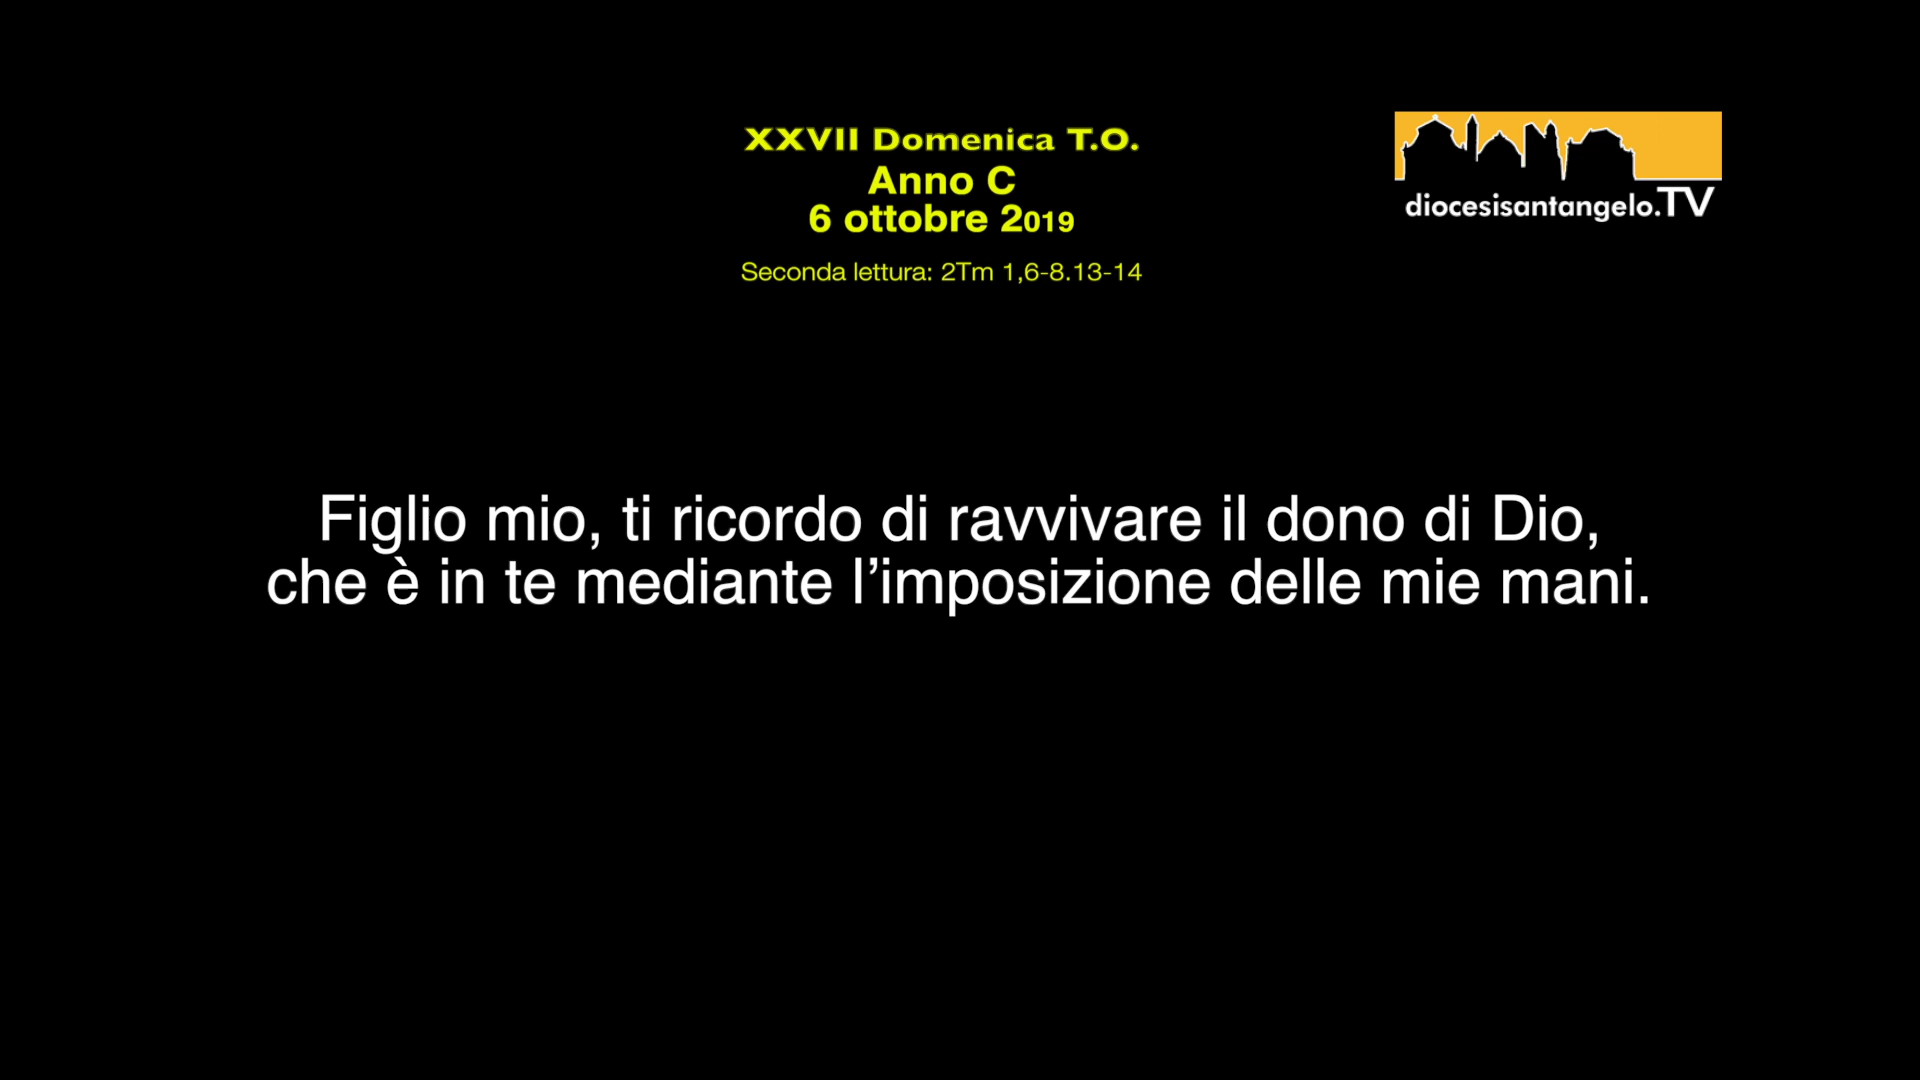 XXVII Domenica T.O.
Anno C
6 ottobre 2019
Seconda lettura: 2Tm 1,6-8.13-14
diocesisantangelo.TV
Figlio mio, ti ricordo di ravvivare il dono di Dio,
che è in te mediante l’imposizione delle mie mani.